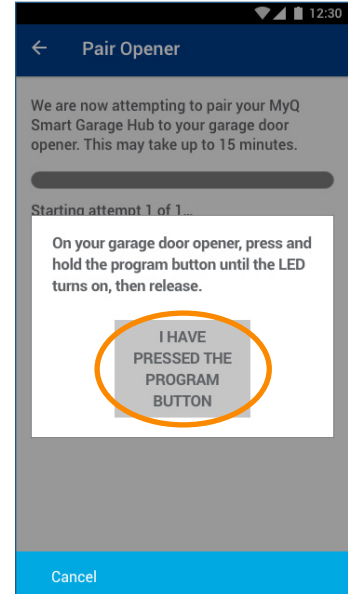 12:30
← Pair Opener
We are now attempting to pair your MyQ
Smart Garage Hub to your garage door
opener. This may take up to 15 minutes.
Starting attempt 1 of 1...
On your garage door opener, press and
hold the program button until the LED
turns on, then release.
I HAVE
PRESSED THE
PROGRAM
BUTTON
Cancel